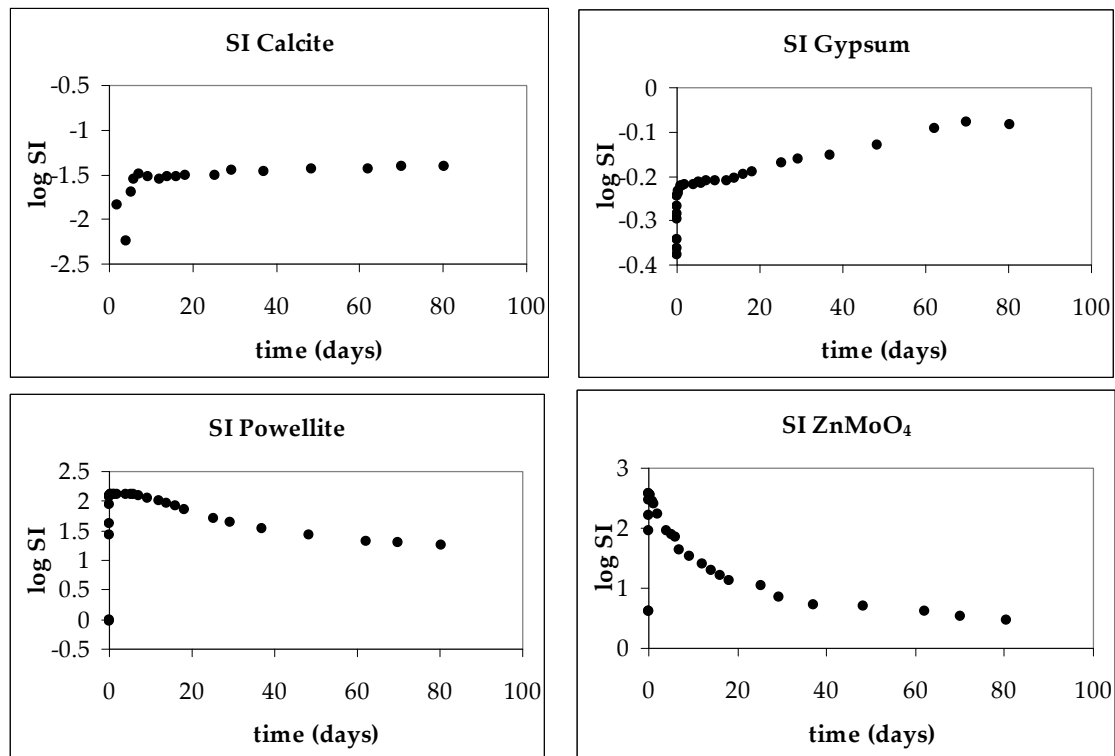 SI Calcite
-0.5
-1
-1.5
-2
-2.5
log SI
0 20 40 60 80 100
time (days)
SI Gypsum
0
-0.1
-0.2
-0.3
-0.4
log SI
0 20 40 60 80 100
time (days)
SI Powellite
2.5
2
1.5
1
0.5
0
-0.5
log SI
0 20 40 60 80 100
time (days)
SI ZnMoO₄
3
2
1
0
log SI
0 20 40 60 80 100
time (days)